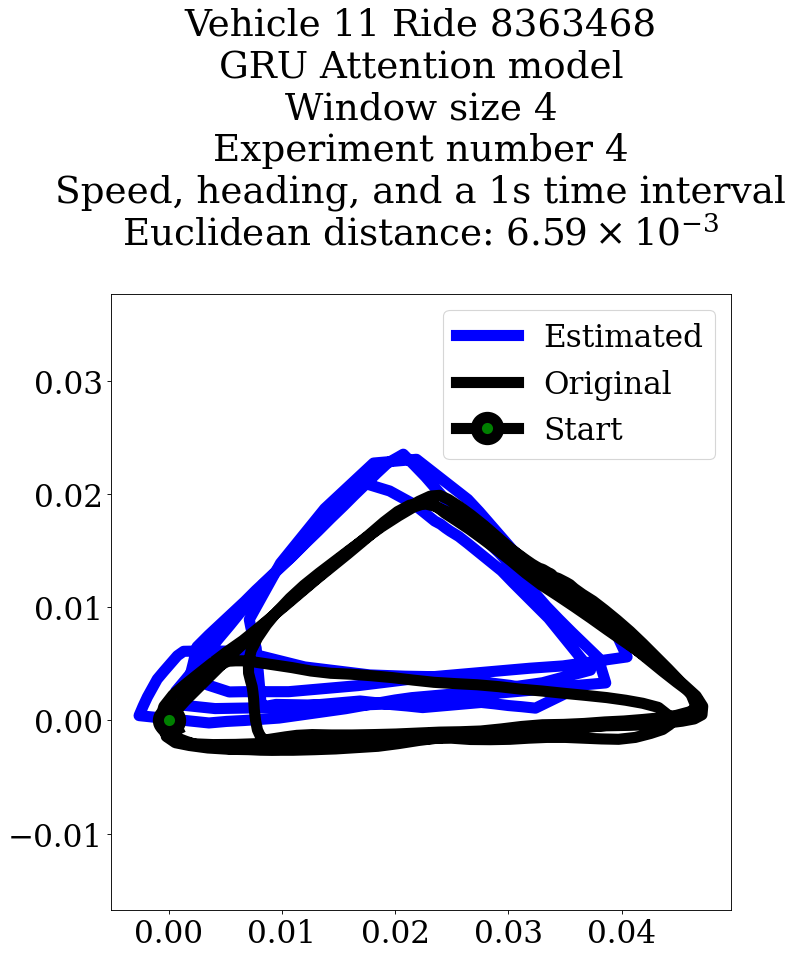 Vehicle 11 Ride 8363468
GRU Attention model
Window size 4
Experiment number 4
Speed, heading, and a 1s time interval
Euclidean distance: 6.59 × 10⁻³
Estimated
Original
Start
0.03
0.02
0.01
0.00
−0.01
0.00 0.01 0.02 0.03 0.04